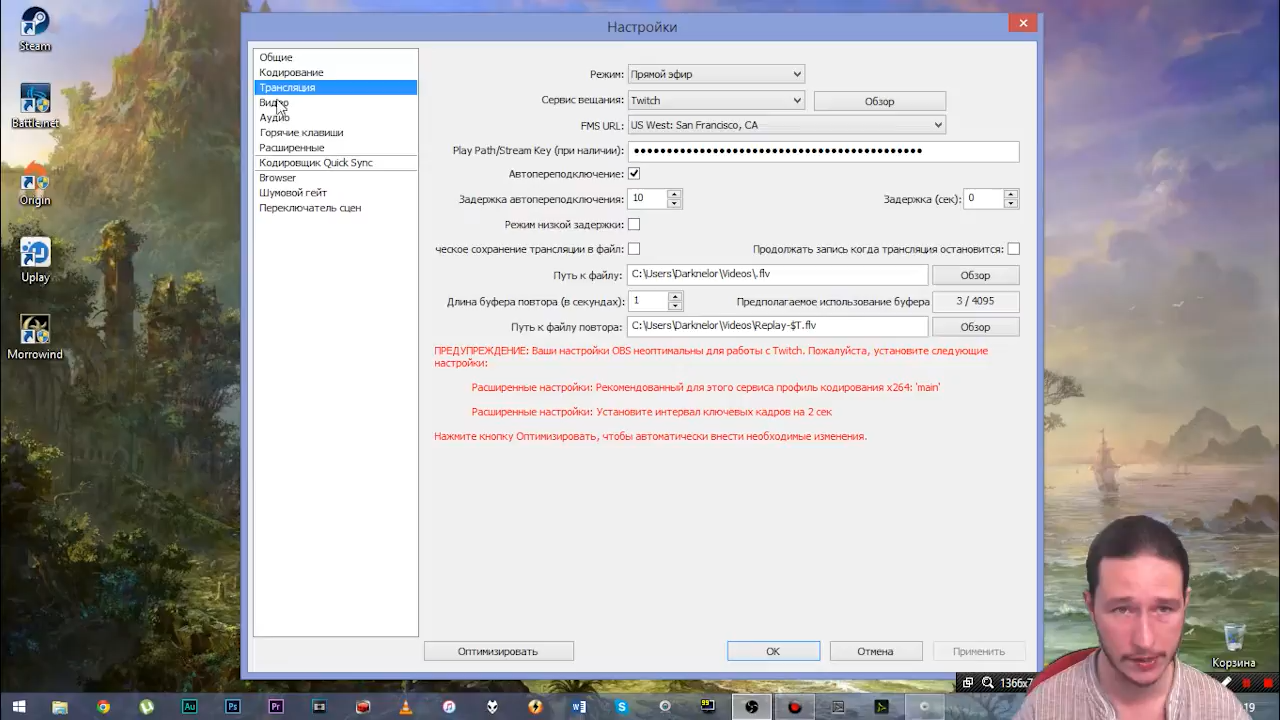 Steam
Battle.net
Origin
Uplay
Morrowind
Настройки
Общие
Кодирование
Трансляция
Видео
Аудио
Горячие клавиши
Расширенные
Кодировщик Quick Sync
Browser
Шумовой гейт
Переключатель сцен
Режим: Прямой эфир
Сервис вещания: Twitch Обзор
FMS URL: US West: San Francisco, CA
Play Path/Stream Key (при наличии): ●●●●●●●●●●●●●●●●●●●●●●●●●●●●●●●●●●●●●●●●●●●●
Автопереподключение:
Задержка автопереподключения: 10 Задержка (сек): 0
Режим низкой задержки:
ческое сохранение трансляции в файл: Продолжать запись когда трансляция остановится:
Путь к файлу: C:\Users\Darknelor\Videos\.flv Обзор
Длина буфера повтора (в секундах): 1 Предполагаемое использование буфера 3 / 4095
Путь к файлу повтора: C:\Users\Darknelor\Videos\Replay-$T.flv Обзор
ПРЕДУПРЕЖДЕНИЕ: Ваши настройки OBS неоптимальны для работы с Twitch. Пожалуйста, установите следующие
настройки:
Расширенные настройки: Рекомендованный для этого сервиса профиль кодирования x264: 'main'
Расширенные настройки: Установите интервал ключевых кадров на 2 сек
Нажмите кнопку Оптимизировать, чтобы автоматически внести необходимые изменения.
Оптимизировать OK Отмена Применить
Корзина
1366x7
Au Ps Pr W S 99
19